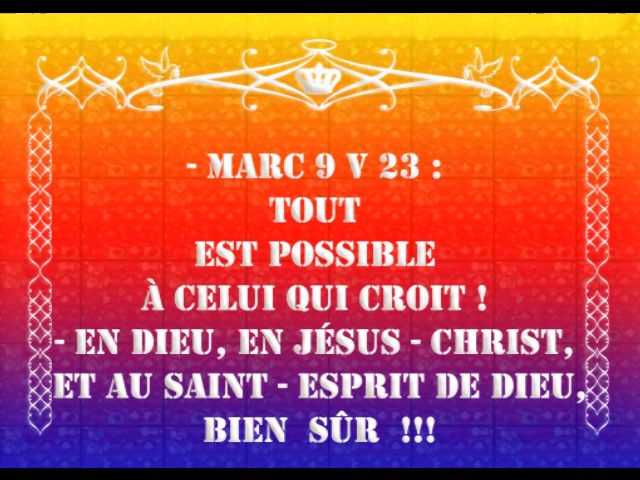 - MARC 9 V 23 :
TOUT
EST POSSIBLE
À CELUI QUI CROIT !
- EN DIEU, EN JÉSUS - CHRIST,
ET AU SAINT - ESPRIT DE DIEU,
BIEN SÛR !!!